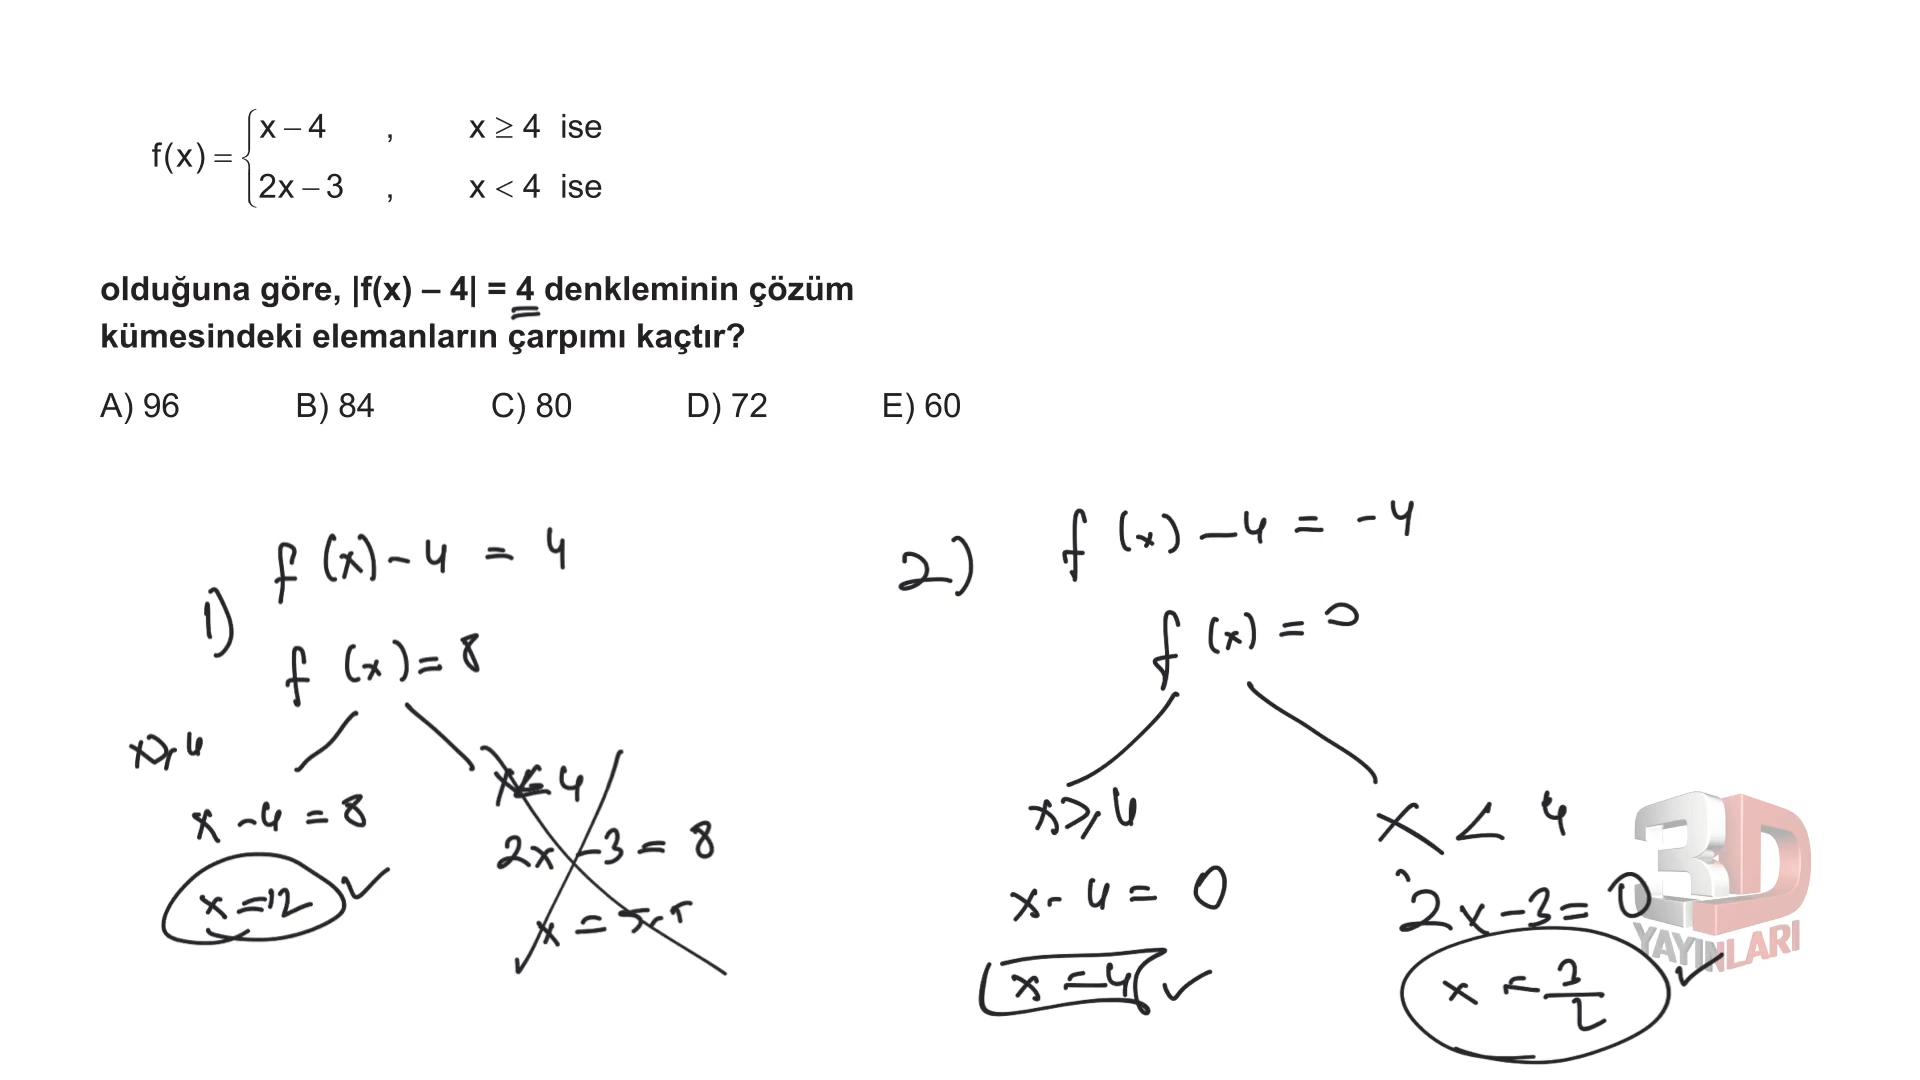 f(x) = { x – 4 , x ≥ 4 ise
2x – 3 , x < 4 ise
olduğuna göre, |f(x) – 4| = 4 denkleminin çözüm
kümesindeki elemanların çarpımı kaçtır?
A) 96 B) 84 C) 80 D) 72 E) 60
1) f(x) - 4 = 4
f(x) = 8
x ≥ 4
x - 4 = 8
x = 12 ✓
x < 4
2x - 3 = 8
2) f(x) - 4 = -4
f(x) = 0
x ≥ 4
x - 4 = 0
x = 4 ✓
x < 4
2x - 3 = 0
x = 3/2 ✓
3D
YAYINLARI